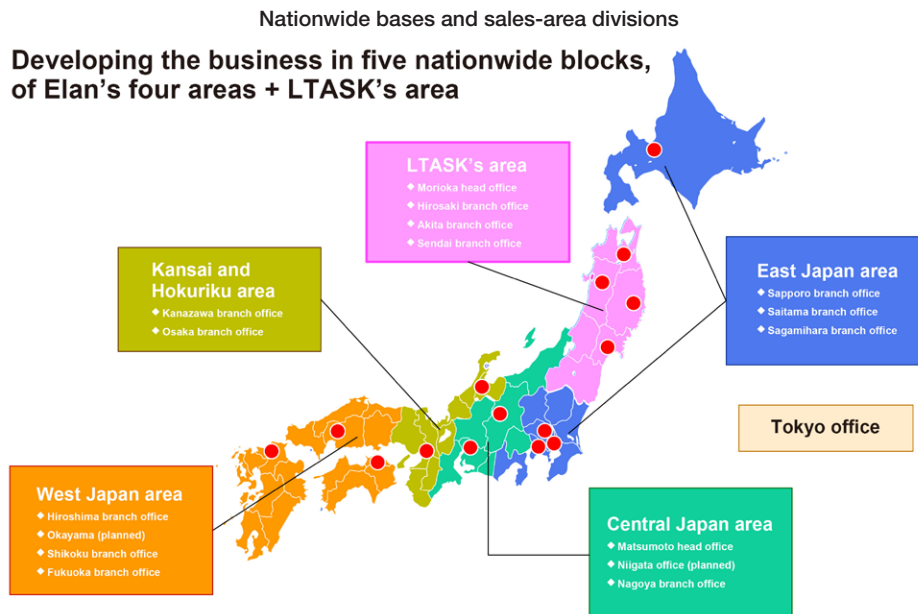 Nationwide bases and sales-area divisions
Developing the business in five nationwide blocks,
of Elan's four areas + LTASK's area
LTASK's area
◆ Morioka head office
◆ Hirosaki branch office
◆ Akita branch office
◆ Sendai branch office
Kansai and
Hokuriku area
◆ Kanazawa branch office
◆ Osaka branch office
East Japan area
◆ Sapporo branch office
◆ Saitama branch office
◆ Sagamihara branch office
Tokyo office
West Japan area
◆ Hiroshima branch office
◆ Okayama (planned)
◆ Shikoku branch office
◆ Fukuoka branch office
Central Japan area
◆ Matsumoto head office
◆ Niigata office (planned)
◆ Nagoya branch office